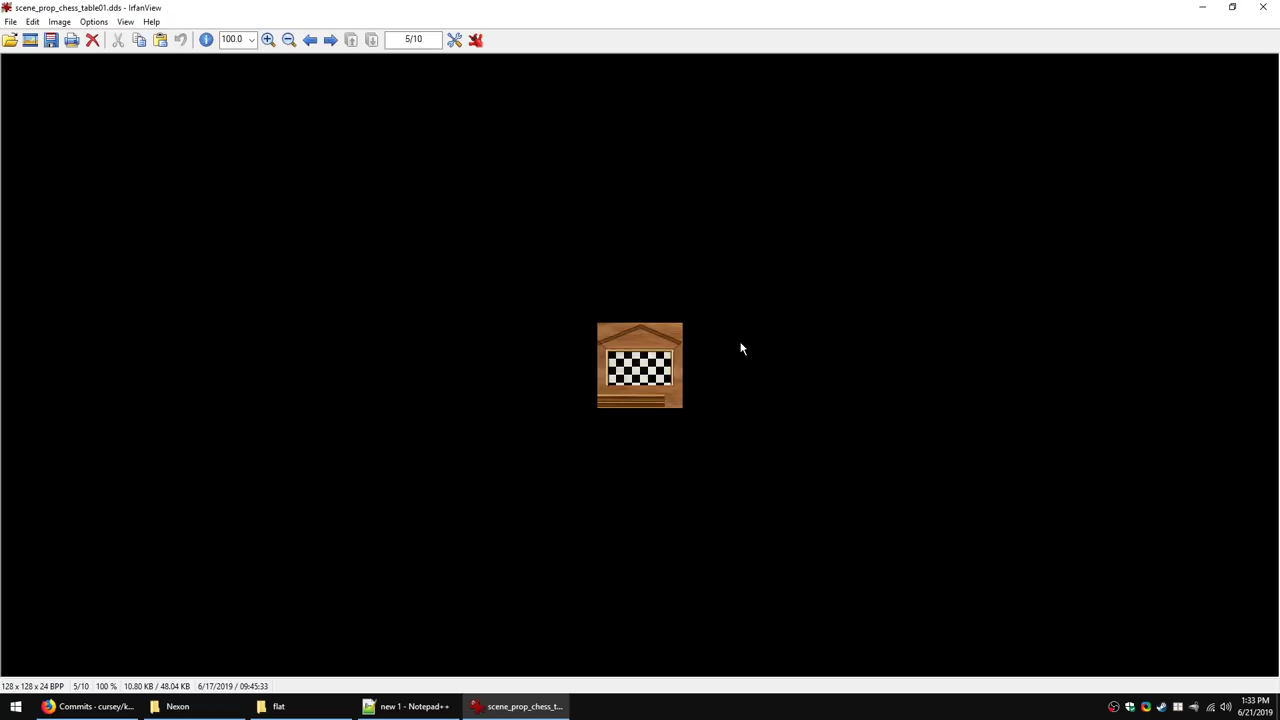 scene_prop_chess_table01.dds - IrfanView
File Edit Image Options View Help
100.0 5/10
128 x 128 x 24 BPP 5/10 100 % 10.80 KB / 48.04 KB 6/17/2019 / 09:45:33
Commits - cursey/k... Nexon flat new 1 - Notepad++ scene_prop_chess_t... 1:33 PM
6/21/2019